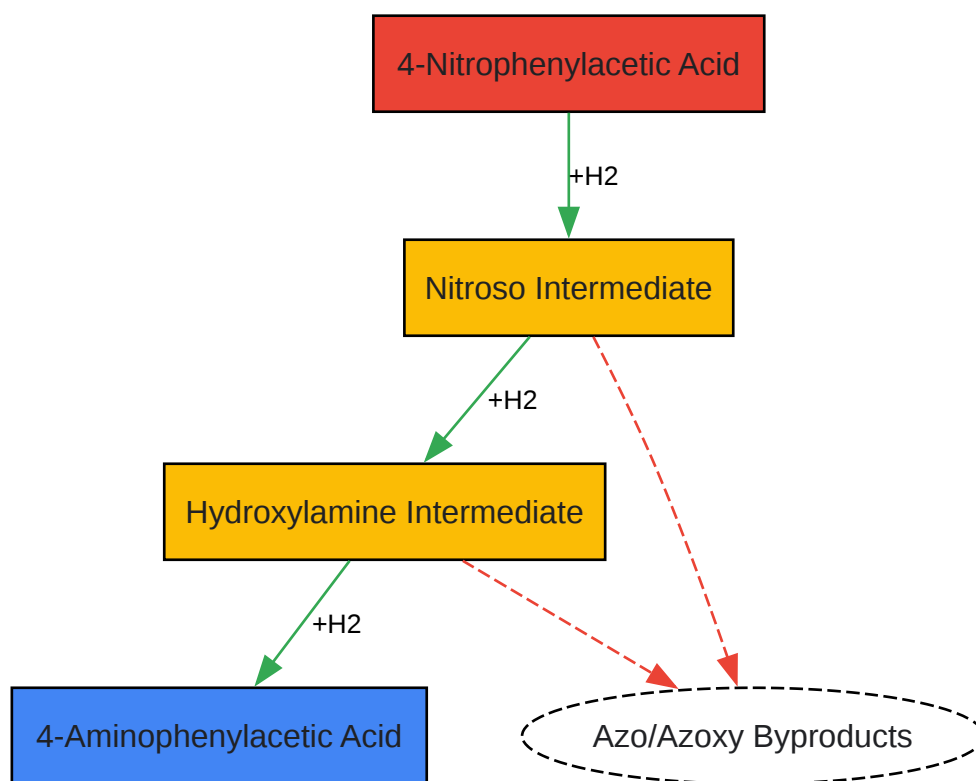 4-Nitrophenylacetic Acid
+H2
Nitroso Intermediate
+H2
Hydroxylamine Intermediate
+H2
4-Aminophenylacetic Acid
Azo/Azoxy Byproducts